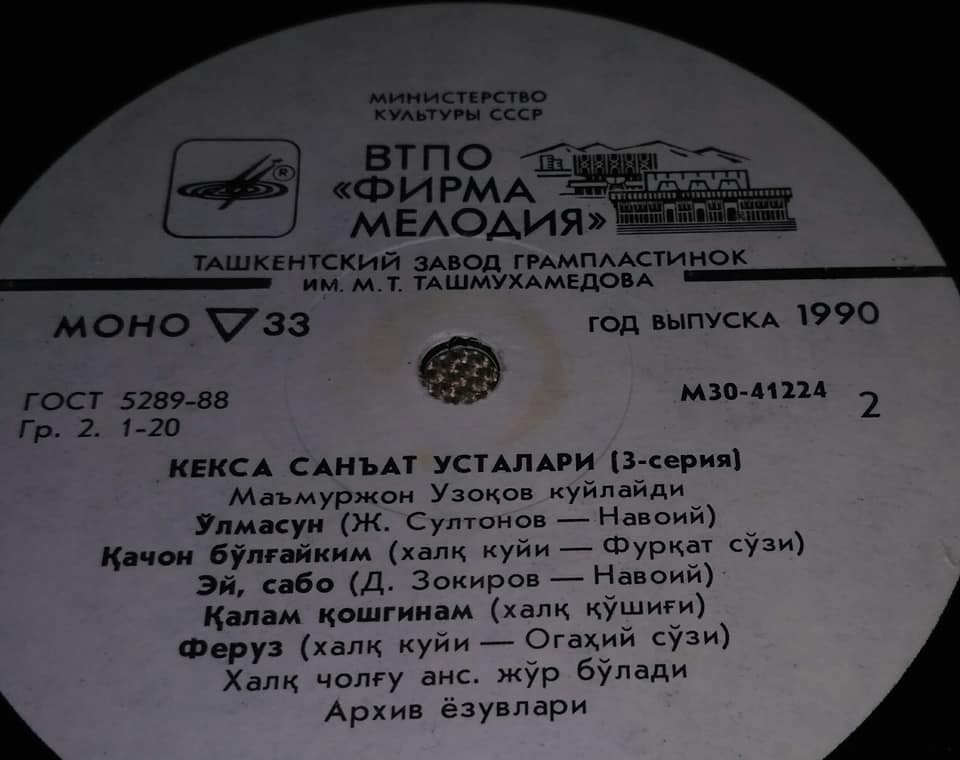 МИНИСТЕРСТВО
КУЛЬТУРЫ СССР
ВТПО
«ФИРМА
МЕЛОДИЯ»
®
ТАШКЕНТСКИЙ ЗАВОД ГРАМПЛАСТИНОК
ИМ. М. Т. ТАШМУХАМЕДОВА
МОНО 33
ГОД ВЫПУСКА 1990
ГОСТ 5289-88
Гр. 2. 1-20
М30-41224
2
КЕКСА САНЪАТ УСТАЛАРИ (3-серия)
Маъмуржон Узоқов куйлайди
Ўлмасун (Ж. Султонов — Навоий)
Қачон бўлғайким (халқ куйи — Фурқат сўзи)
Эй, сабо (Д. Зокиров — Навоий)
Қалам қошгинам (халқ қўшиғи)
Феруз (халқ куйи — Огаҳий сўзи)
Халқ чолғу анс. жўр бўлади
Архив ёзувлари